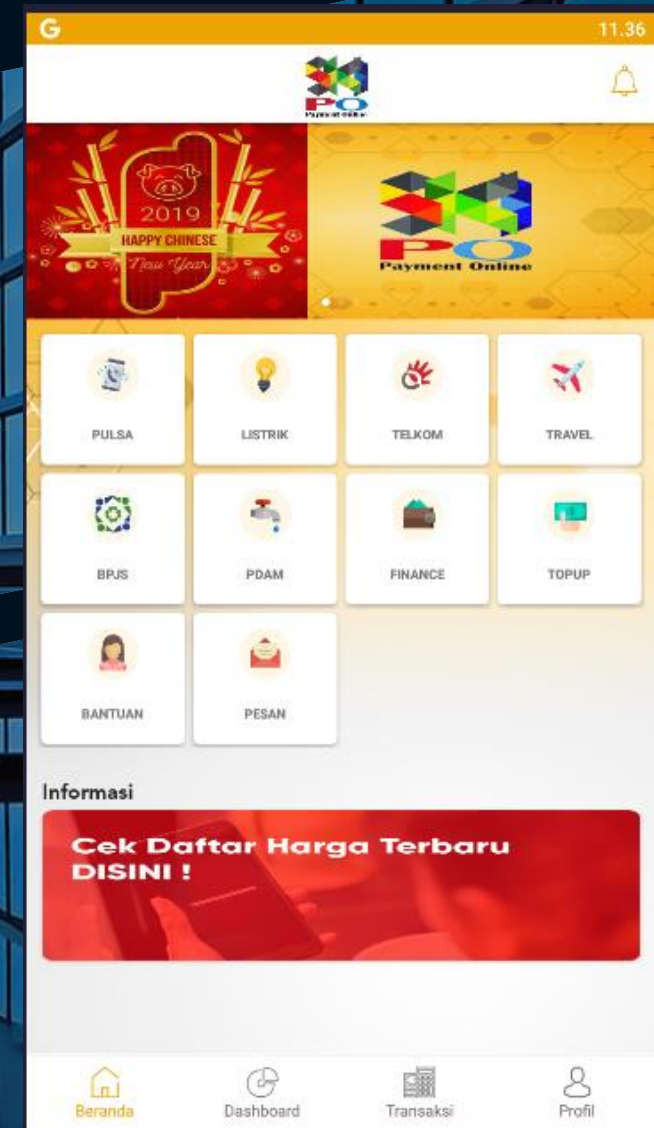 G
11.36
PO
Payment Online
2019
HAPPY CHINESE
New Year
PO
Payment Online
PULSA
LISTRIK
TELKOM
TRAVEL
BPJS
PDAM
FINANCE
TOPUP
BANTUAN
PESAN
Informasi
Cek Daftar Harga Terbaru
DISINI !
Beranda
Dashboard
Transaksi
Profil